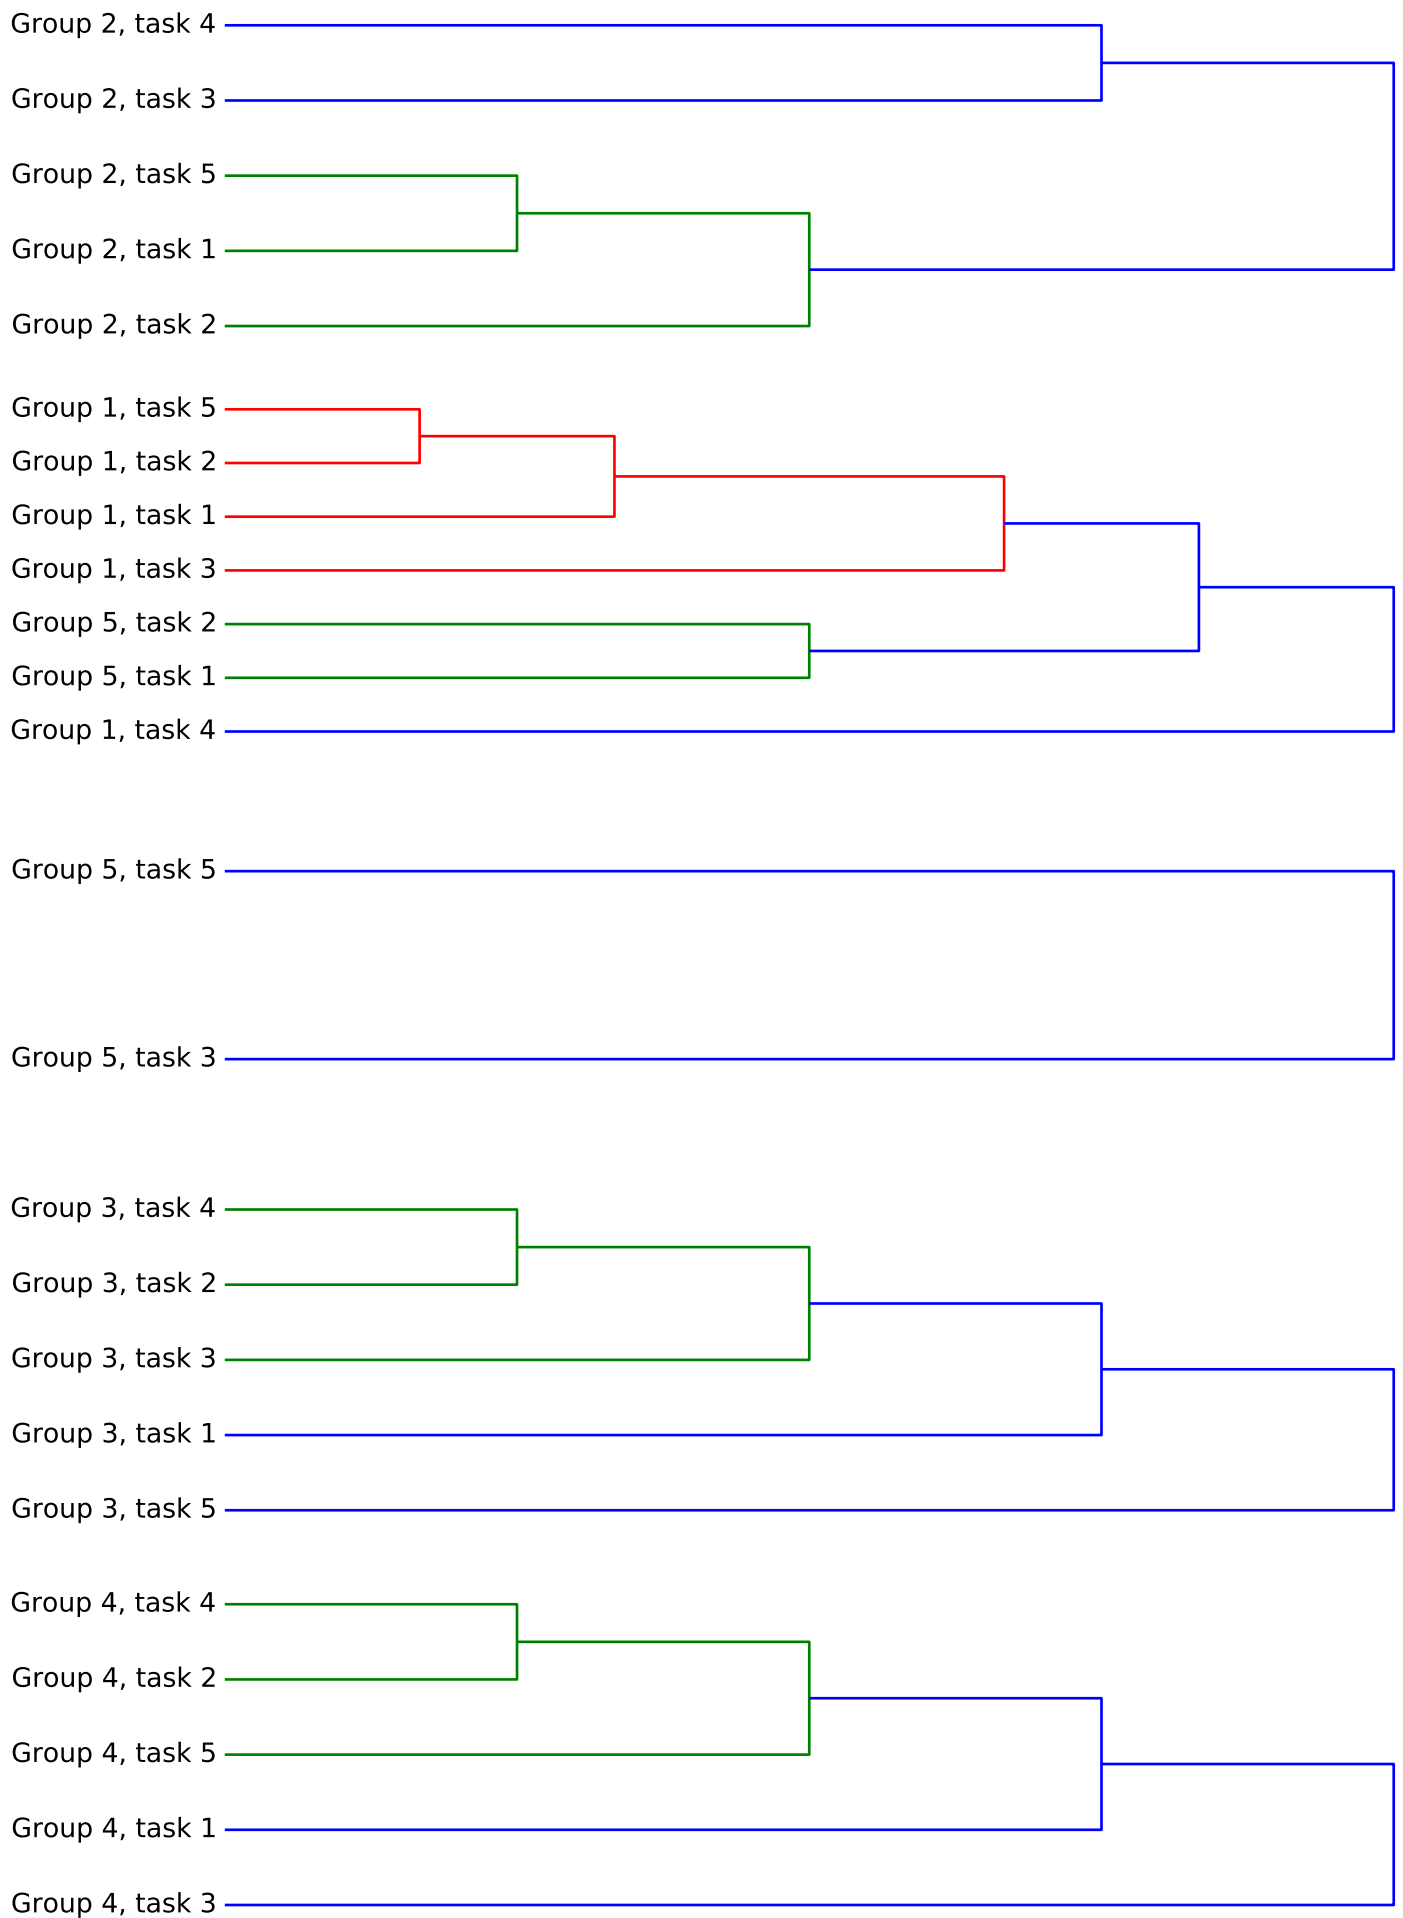 Group 2, task 4
Group 2, task 3
Group 2, task 5
Group 2, task 1
Group 2, task 2
Group 1, task 5
Group 1, task 2
Group 1, task 1
Group 1, task 3
Group 5, task 2
Group 5, task 1
Group 1, task 4
Group 5, task 5
Group 5, task 3
Group 3, task 4
Group 3, task 2
Group 3, task 3
Group 3, task 1
Group 3, task 5
Group 4, task 4
Group 4, task 2
Group 4, task 5
Group 4, task 1
Group 4, task 3